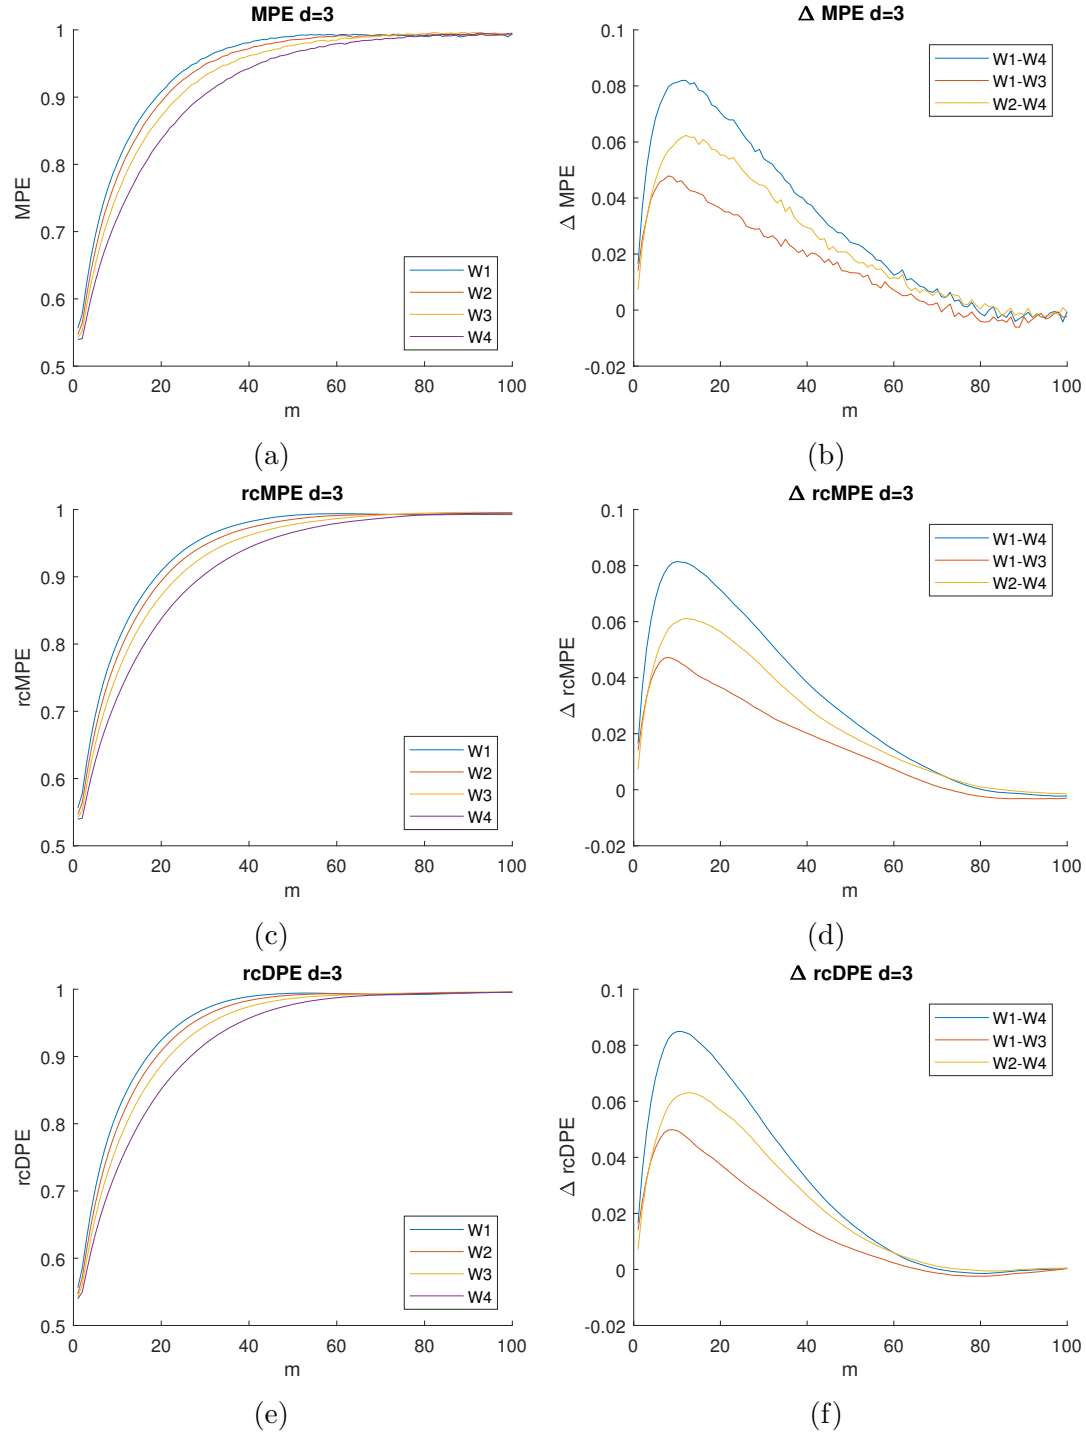 MPE d=3
MPE
1
0.9
0.8
0.7
0.6
0.5
0 20 40 60 80 100
m
W1
W2
W3
W4
(a)
Δ MPE d=3
Δ MPE
0.1
0.08
0.06
0.04
0.02
0
-0.02
0 20 40 60 80 100
m
W1-W4
W1-W3
W2-W4
(b)
rcMPE d=3
rcMPE
1
0.9
0.8
0.7
0.6
0.5
0 20 40 60 80 100
m
W1
W2
W3
W4
(c)
Δ rcMPE d=3
Δ rcMPE
0.1
0.08
0.06
0.04
0.02
0
-0.02
0 20 40 60 80 100
m
W1-W4
W1-W3
W2-W4
(d)
rcDPE d=3
rcDPE
1
0.9
0.8
0.7
0.6
0.5
0 20 40 60 80 100
m
W1
W2
W3
W4
(e)
Δ rcDPE d=3
Δ rcDPE
0.1
0.08
0.06
0.04
0.02
0
-0.02
0 20 40 60 80 100
m
W1-W4
W1-W3
W2-W4
(f)